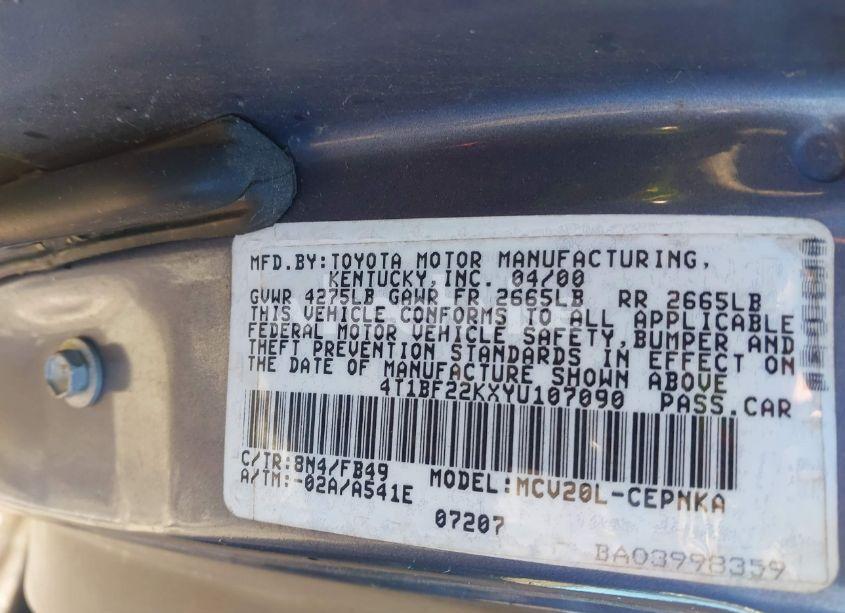 MFD.BY:TOYOTA MOTOR MANUFACTURING,
KENTUCKY,INC. 04/00
GVWR 4275LB GAWR FR 2665LB RR 2665LB
THIS VEHICLE CONFORMS TO ALL APPLICABLE
FEDERAL MOTOR VEHICLE SAFETY,BUMPER AND
THEFT PREVENTION STANDARDS IN EFFECT ON
THE DATE OF MANUFACTURE SHOWN ABOVE
4T1BF22KXYU107090 PASS.CAR
C/TR:8N4/FB49
A/TM:-02A/A541E
MODEL:MCV20L-CEPNKA
07207
BA03998359